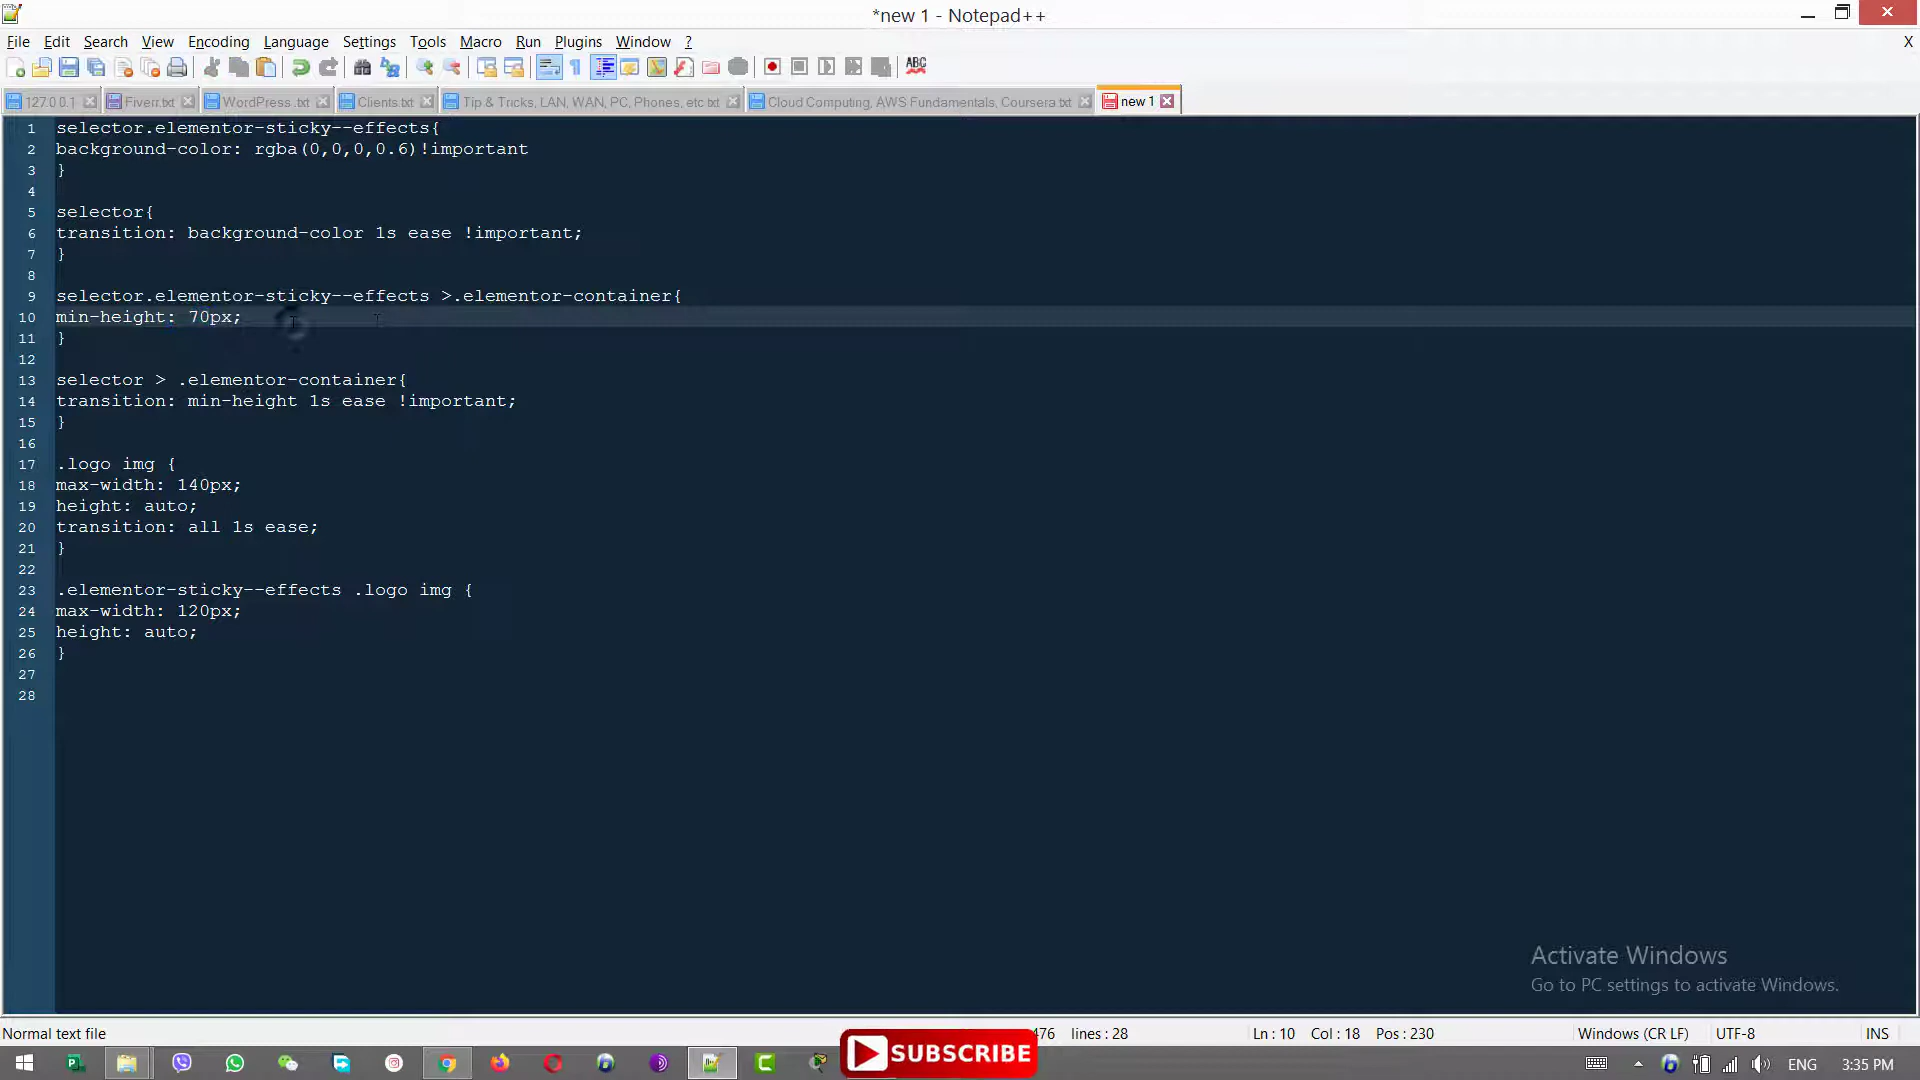 *new 1 - Notepad++
File Edit Search View Encoding Language Settings Tools Macro Run Plugins Window ? X
ABC
127.0.0.1 Fiverr.txt WordPress .txt Clients.txt Tip & Tricks, LAN, WAN, PC, Phones, etc txt Cloud Computing, AWS Fundamentals, Coursera txt new 1
1 selector.elementor-sticky--effects{
2 background-color: rgba(0,0,0,0.6)!important
3 }
4
5 selector{
6 transition: background-color 1s ease !important;
7 }
8
9 selector.elementor-sticky--effects >.elementor-container{
10 min-height: 70px;
11 }
12
13 selector > .elementor-container{
14 transition: min-height 1s ease !important;
15 }
16
17 .logo img {
18 max-width: 140px;
19 height: auto;
20 transition: all 1s ease;
21 }
22
23 .elementor-sticky--effects .logo img {
24 max-width: 120px;
25 height: auto;
26 }
27
28
Activate Windows
Go to PC settings to activate Windows.
Normal text file 476 lines : 28 Ln : 10 Col : 18 Pos : 230 Windows (CR LF) UTF-8 INS
SUBSCRIBE
ENG 3:35 PM